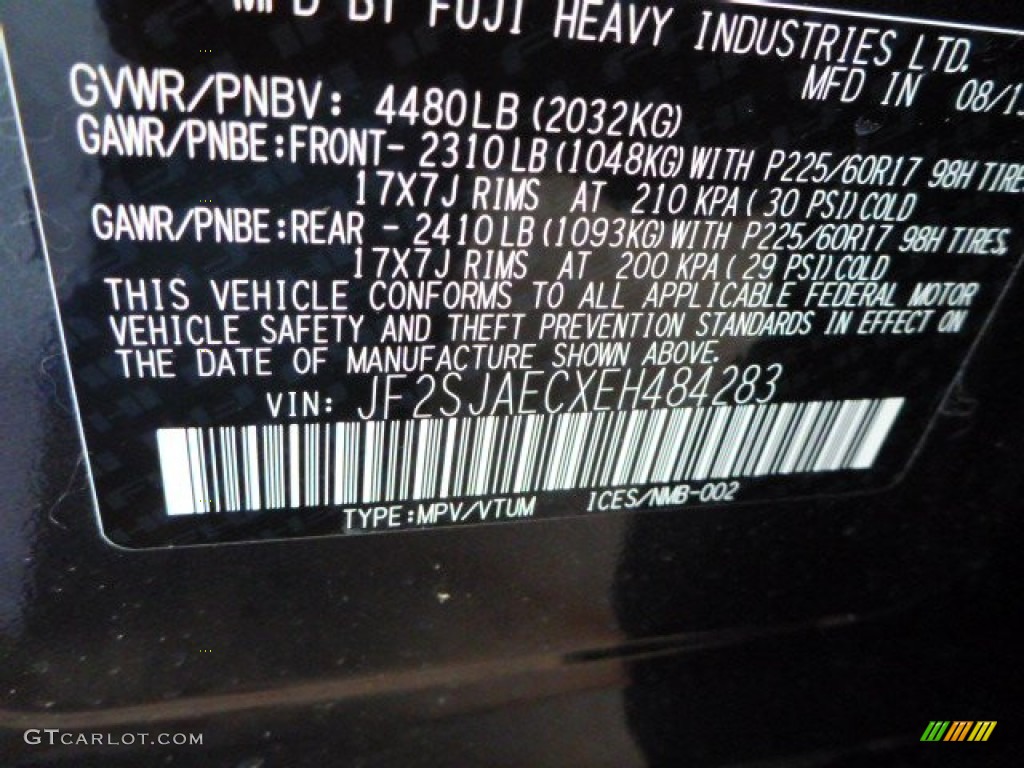 MFD BY FUJI HEAVY INDUSTRIES LTD.
MFD IN 08/1
GVWR/PNBV: 4480LB (2032KG)
GAWR/PNBE:FRONT- 2310LB(1048KG)WITH P225/60R17 98H TIRE
17X7J RIMS AT 210 KPA( 30 PSI)COLD
GAWR/PNBE:REAR - 2410LB(1093KG)WITH P225/60R17 98H TIRES,
17X7J RIMS AT 200 KPA( 29 PSI)COLD
THIS VEHICLE CONFORMS TO ALL APPLICABLE FEDERAL MOTOR
VEHICLE SAFETY AND THEFT PREVENTION STANDARDS IN EFFECT ON
THE DATE OF MANUFACTURE SHOWN ABOVE.
VIN: JF2SJAECXEH484283
TYPE:MPV/VTUM ICES/NMB-002
GTCARLOT.COM